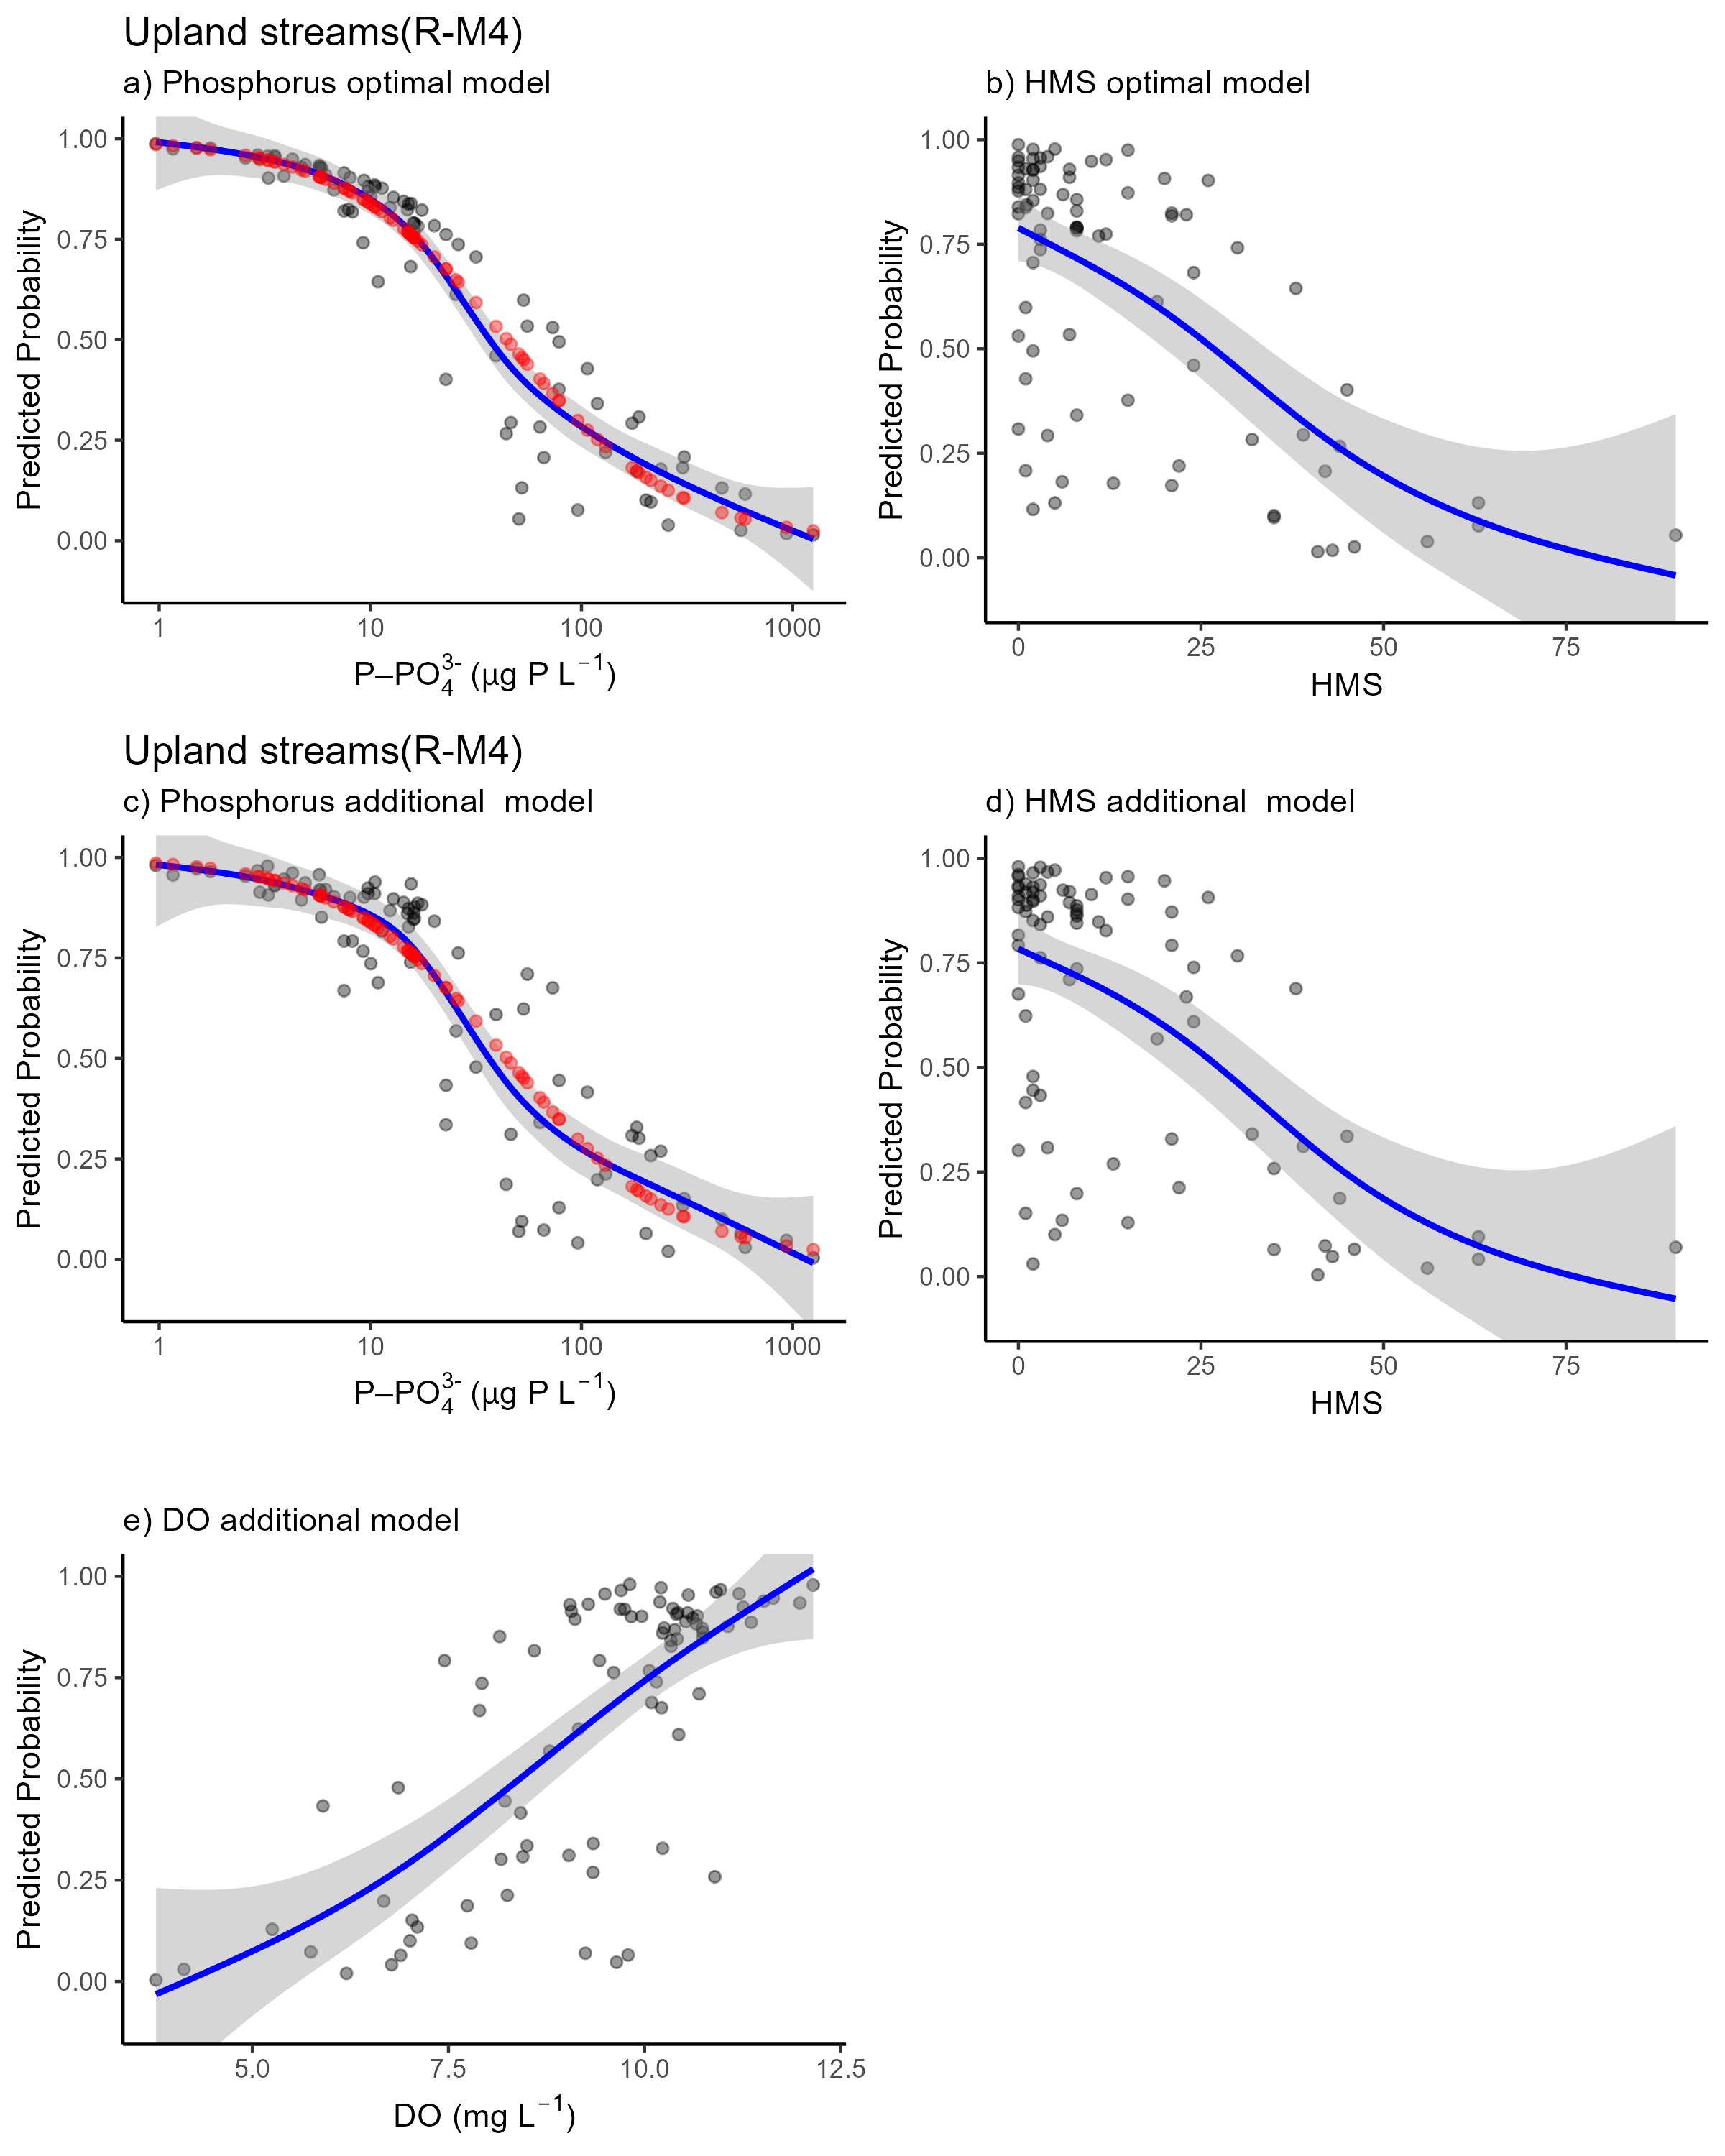 Upland streams(R-M4)
a) Phosphorus optimal model
Predicted Probability
1.00
0.75
0.50
0.25
0.00
1 10 100 1000
P–PO₄³⁻ (µg P L⁻¹)
b) HMS optimal model
Predicted Probability
1.00
0.75
0.50
0.25
0.00
0 25 50 75
HMS
Upland streams(R-M4)
c) Phosphorus additional  model
Predicted Probability
1.00
0.75
0.50
0.25
0.00
1 10 100 1000
P–PO₄³⁻ (µg P L⁻¹)
d) HMS additional  model
Predicted Probability
1.00
0.75
0.50
0.25
0.00
0 25 50 75
HMS
e) DO additional model
Predicted Probability
1.00
0.75
0.50
0.25
0.00
5.0 7.5 10.0 12.5
DO (mg L⁻¹)